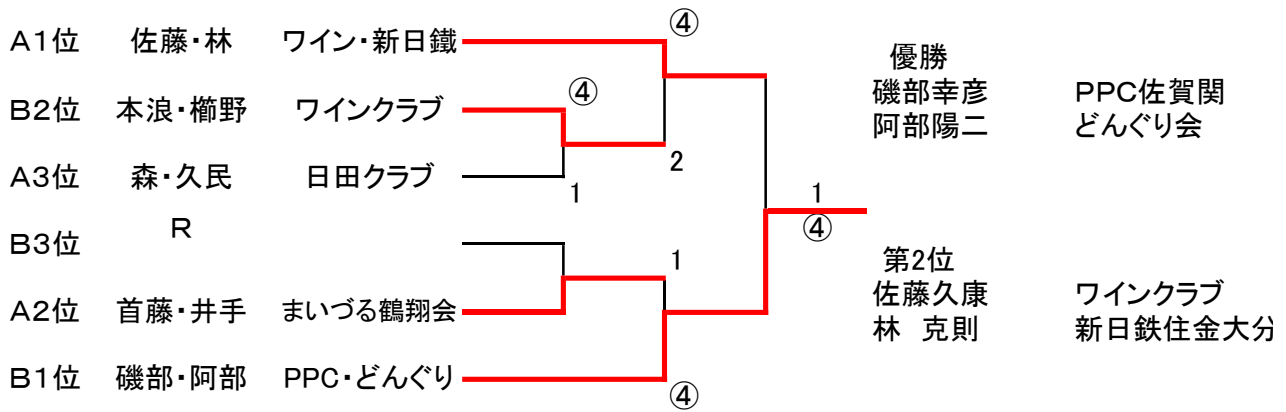 A1位 佐藤・林 ワイン・新日鐵
④
B2位 本浪・櫛野 ワインクラブ
④
2
A3位 森・久民 日田クラブ
1
B3位 R
1
A2位 首藤・井手 まいづる鶴翔会
B1位 磯部・阿部 PPC・どんぐり
④
1
④
優勝
磯部幸彦 PPC佐賀関
阿部陽二 どんぐり会
第2位
佐藤久康 ワインクラブ
林 克則 新日鉄住金大分